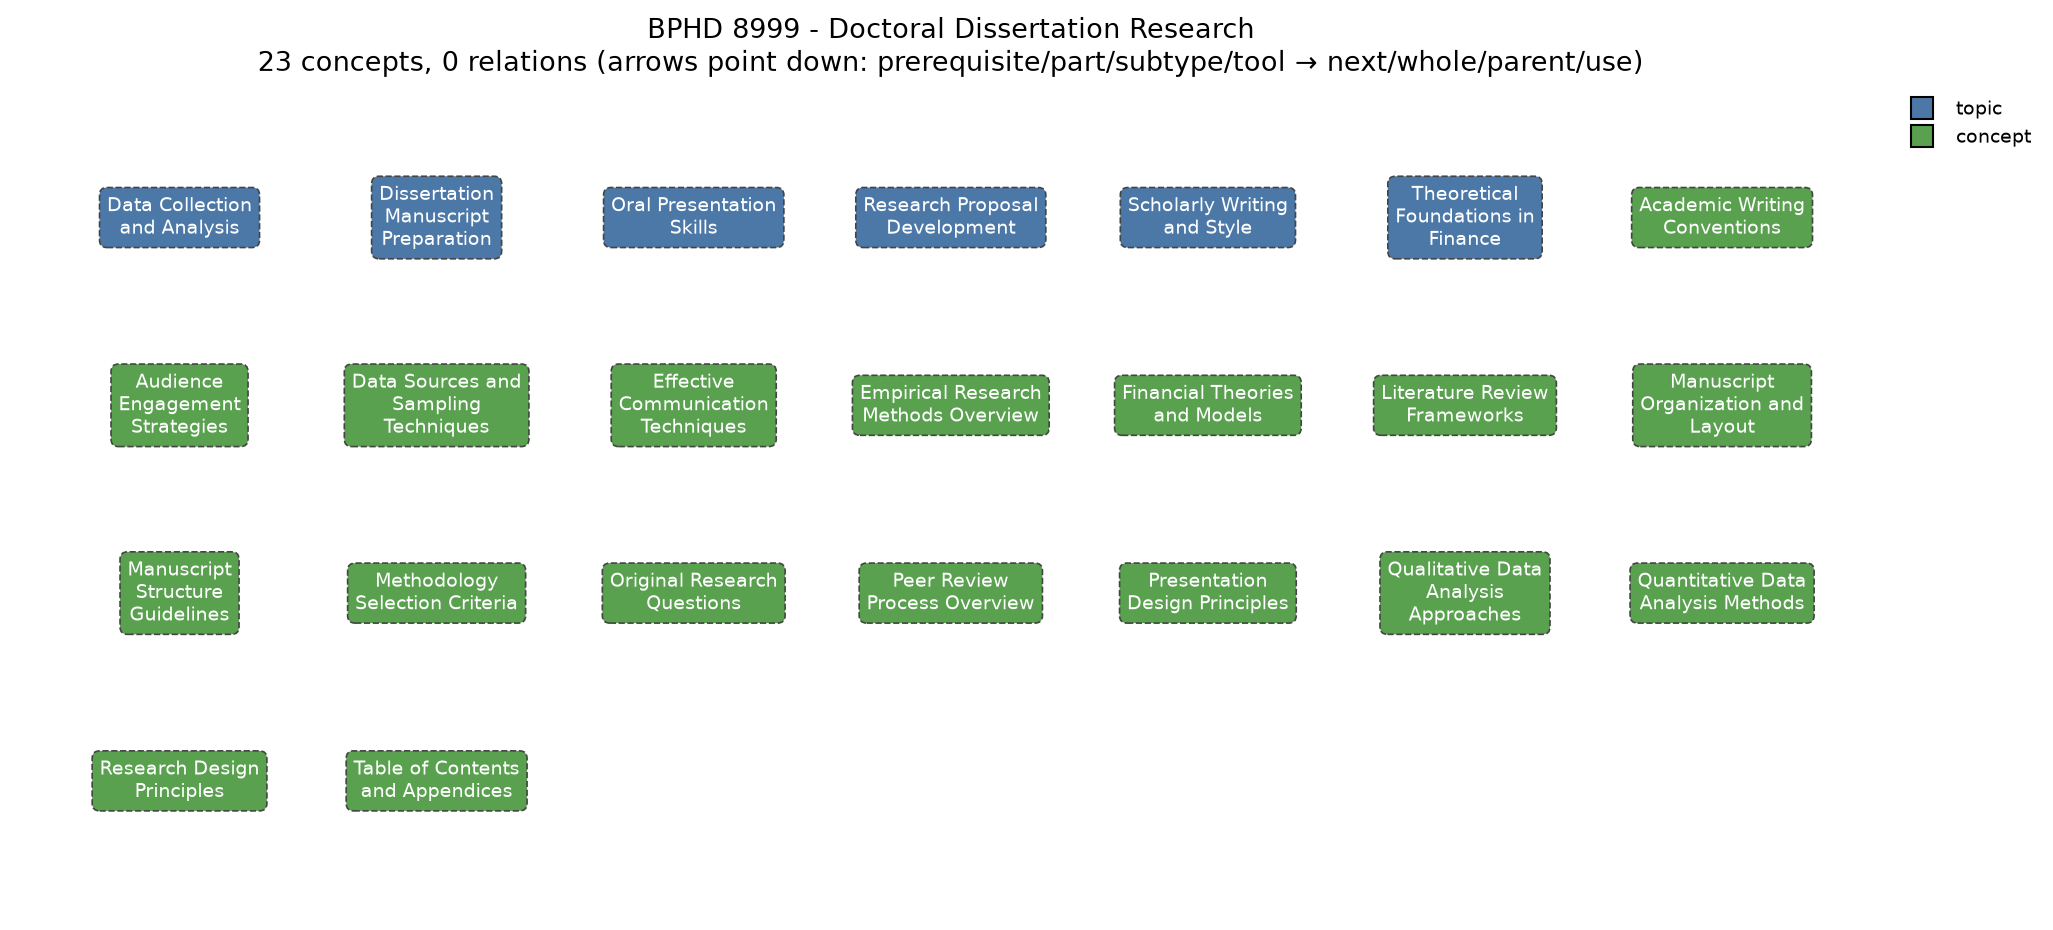 BPHD 8999 - Doctoral Dissertation Research
23 concepts, 0 relations (arrows point down: prerequisite/part/subtype/tool → next/whole/parent/use)
topic
concept
Data Collection
and Analysis
Dissertation
Manuscript
Preparation
Oral Presentation
Skills
Research Proposal
Development
Scholarly Writing
and Style
Theoretical
Foundations in
Finance
Academic Writing
Conventions
Audience
Engagement
Strategies
Data Sources and
Sampling
Techniques
Effective
Communication
Techniques
Empirical Research
Methods Overview
Financial Theories
and Models
Literature Review
Frameworks
Manuscript
Organization and
Layout
Manuscript
Structure
Guidelines
Methodology
Selection Criteria
Original Research
Questions
Peer Review
Process Overview
Presentation
Design Principles
Qualitative Data
Analysis
Approaches
Quantitative Data
Analysis Methods
Research Design
Principles
Table of Contents
and Appendices